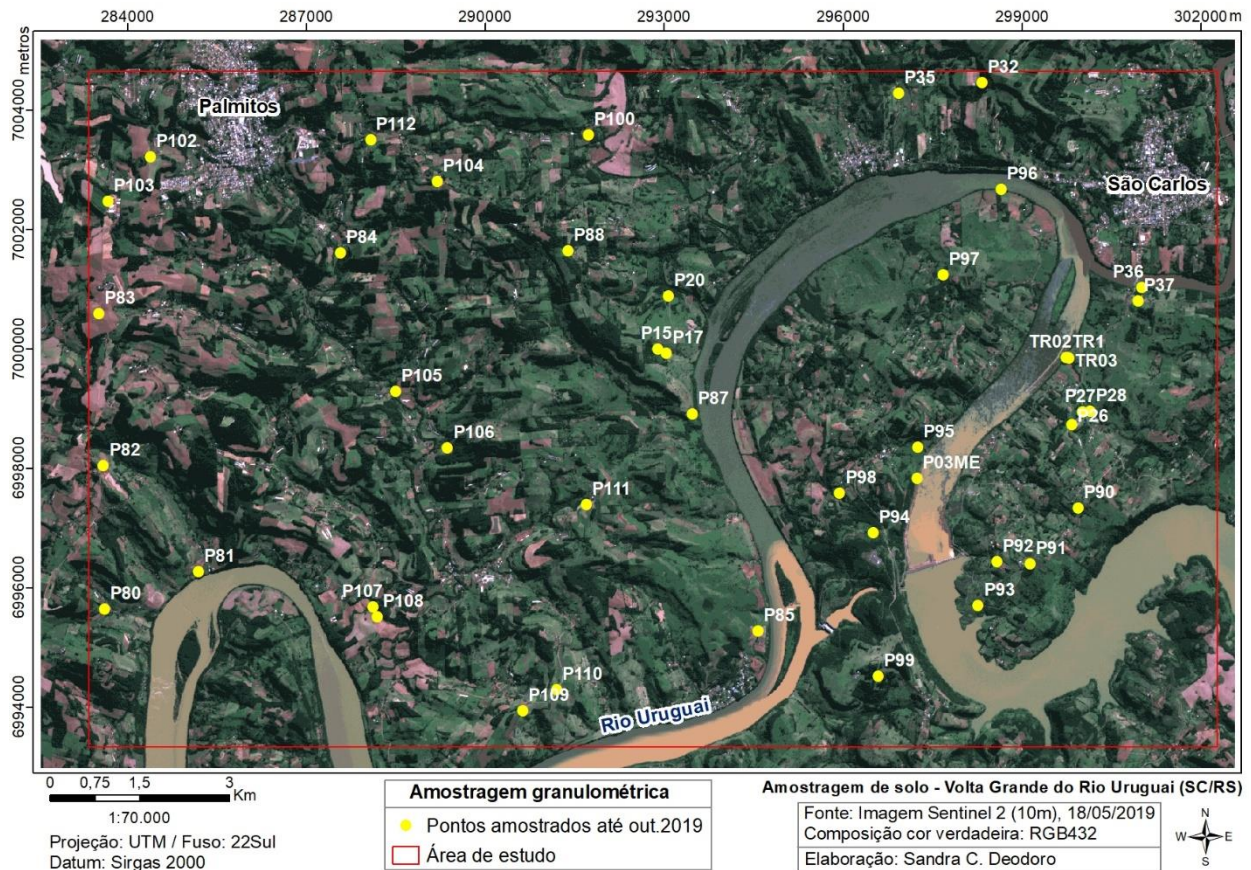 284000 287000 290000 293000 296000 299000 302000m
metros
7004000
7002000
7000000
6998000
6996000
6994000
Palmitos
São Carlos
P35 P32
P102 P112 P100
P104
P103 P96
P84 P88 P97
P20 P36
P37
P83
P15 P17 TR02 TR1
TR03
P105 P87 P27 P28
P26
P106 P95
P82 P03ME
P111 P98 P90
P94
P81 P92 P91
P80 P107 P93
P108 P85
P99
P110
P109
Rio Uruguai
0 0,75 1,5 3
Km
1:70.000
Projeção: UTM / Fuso: 22Sul
Datum: Sirgas 2000
Amostragem granulométrica
Pontos amostrados até out.2019
Área de estudo
Amostragem de solo - Volta Grande do Rio Uruguai (SC/RS)
Fonte: Imagem Sentinel 2 (10m), 18/05/2019
Composição cor verdadeira: RGB432
Elaboração: Sandra C. Deodoro
N
W E
S